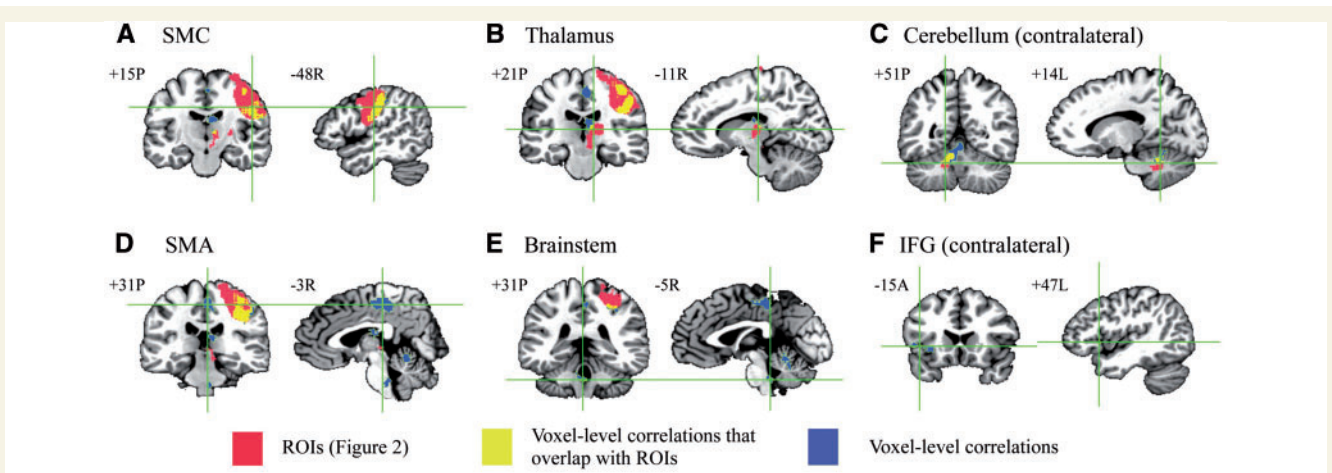 A SMC
+15P -48R
B Thalamus
+21P -11R
C Cerebellum (contralateral)
+51P +14L
D SMA
+31P -3R
E Brainstem
+31P -5R
F IFG (contralateral)
-15A +47L
ROIs (Figure 2)
Voxel-level correlations that
overlap with ROIs
Voxel-level correlations